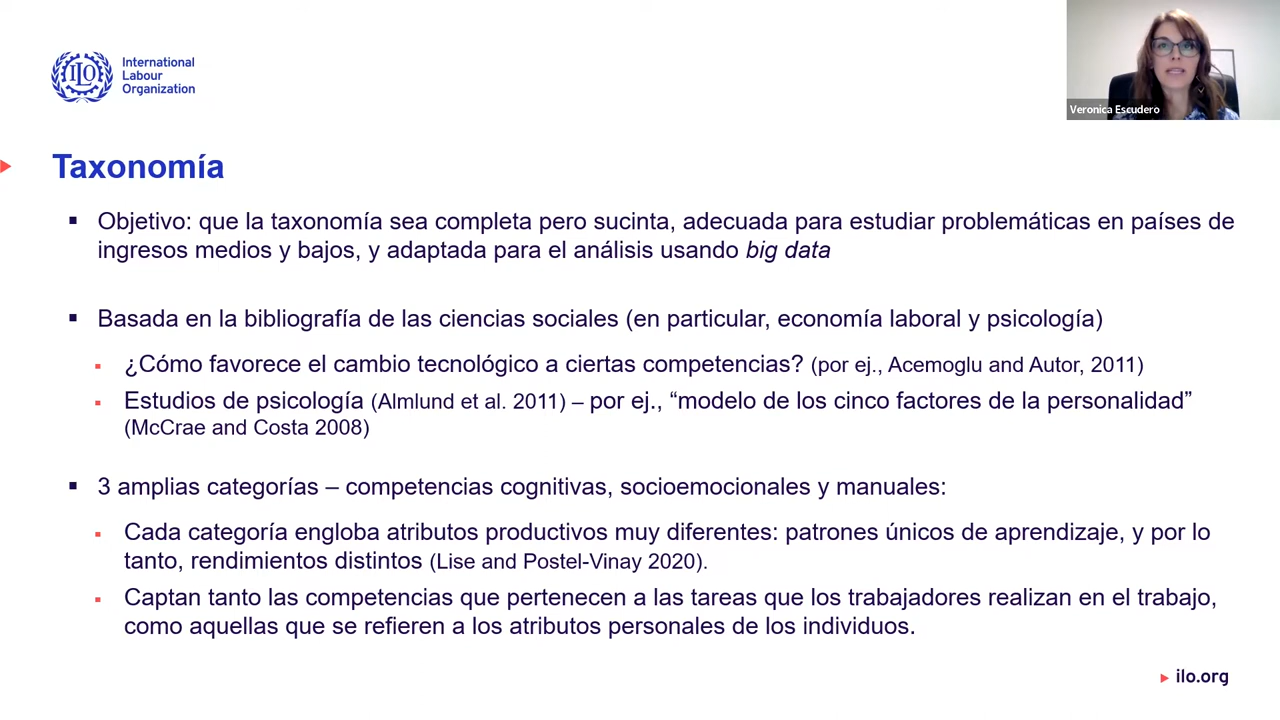 International
Labour
Organization
Veronica Escudero
Taxonomía
Objetivo: que la taxonomía sea completa pero sucinta, adecuada para estudiar problemáticas en países de
ingresos medios y bajos, y adaptada para el análisis usando big data
Basada en la bibliografía de las ciencias sociales (en particular, economía laboral y psicología)
¿Cómo favorece el cambio tecnológico a ciertas competencias? (por ej., Acemoglu and Autor, 2011)
Estudios de psicología (Almlund et al. 2011) – por ej., “modelo de los cinco factores de la personalidad”
(McCrae and Costa 2008)
3 amplias categorías – competencias cognitivas, socioemocionales y manuales:
Cada categoría engloba atributos productivos muy diferentes: patrones únicos de aprendizaje, y por lo
tanto, rendimientos distintos (Lise and Postel-Vinay 2020).
Captan tanto las competencias que pertenecen a las tareas que los trabajadores realizan en el trabajo,
como aquellas que se refieren a los atributos personales de los individuos.
ilo.org